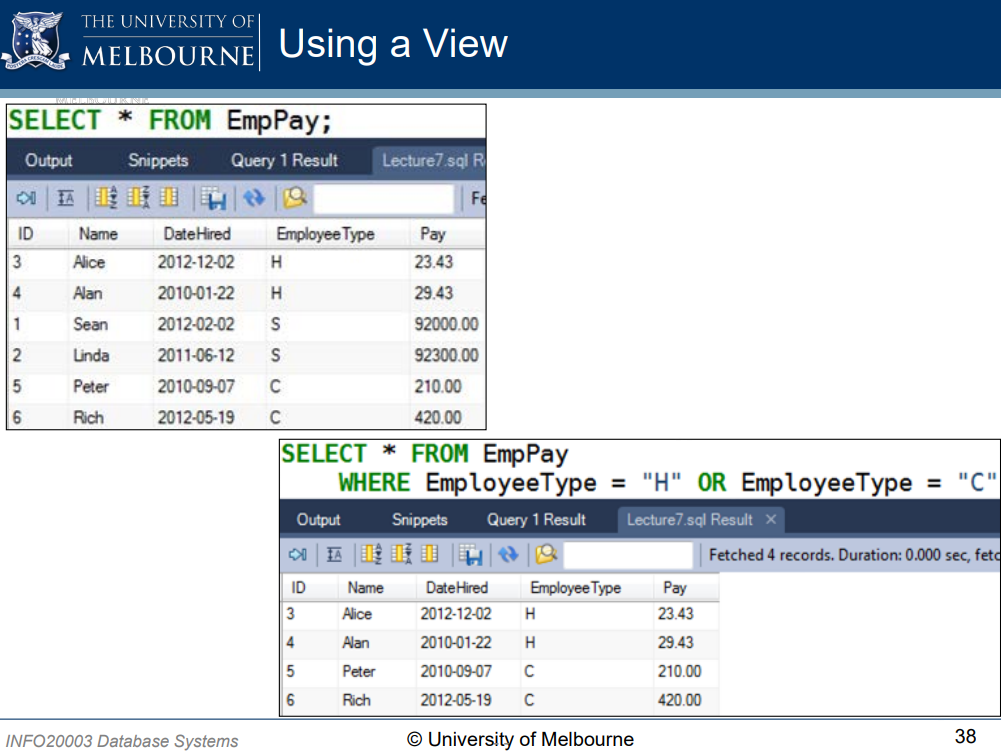 THE UNIVERSITY OF
MELBOURNE
Using a View
MELBOURNE
SELECT * FROM EmpPay;
Output Snippets Query 1 Result Lecture7.sql R
Fe
ID Name DateHired EmployeeType Pay
3 Alice 2012-12-02 H 23.43
4 Alan 2010-01-22 H 29.43
1 Sean 2012-02-02 S 92000.00
2 Linda 2011-06-12 S 92300.00
5 Peter 2010-09-07 C 210.00
6 Rich 2012-05-19 C 420.00
SELECT * FROM EmpPay
WHERE EmployeeType = "H" OR EmployeeType = "C"
Output Snippets Query 1 Result Lecture7.sql Result ×
Fetched 4 records. Duration: 0.000 sec, fetc
ID Name DateHired EmployeeType Pay
3 Alice 2012-12-02 H 23.43
4 Alan 2010-01-22 H 29.43
5 Peter 2010-09-07 C 210.00
6 Rich 2012-05-19 C 420.00
INFO20003 Database Systems © University of Melbourne 38